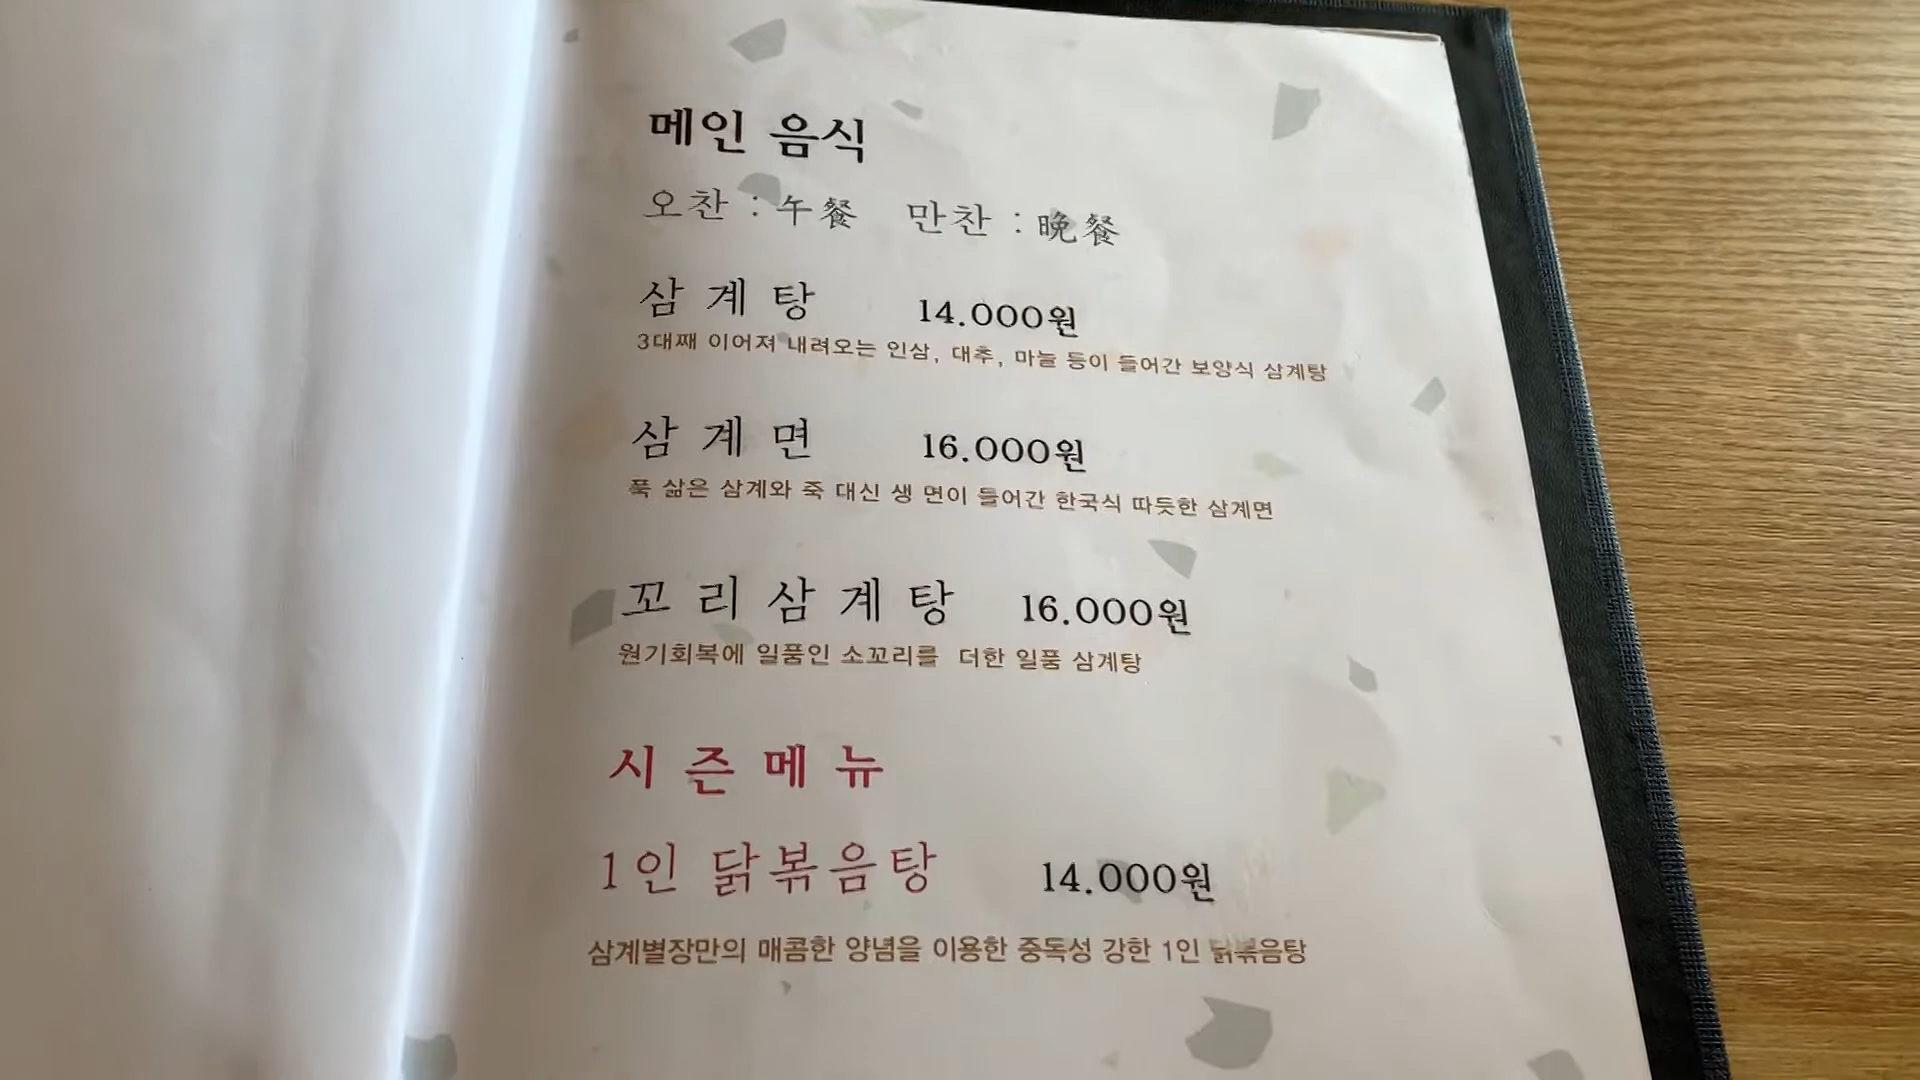 메인 음식
오찬 : 午餐 만찬 : 晩餐
삼계탕 14.000원
3대째 이어져 내려오는 인삼, 대추, 마늘 등이 들어간 보양식 삼계탕
삼계면 16.000원
푹 삶은 삼계와 죽 대신 생 면이 들어간 한국식 따듯한 삼계면
꼬리삼계탕 16.000원
원기회복에 일품인 소꼬리를 더한 일품 삼계탕
시즌메뉴
1인 닭볶음탕 14.000원
삼계별장만의 매콤한 양념을 이용한 중독성 강한 1인 닭볶음탕